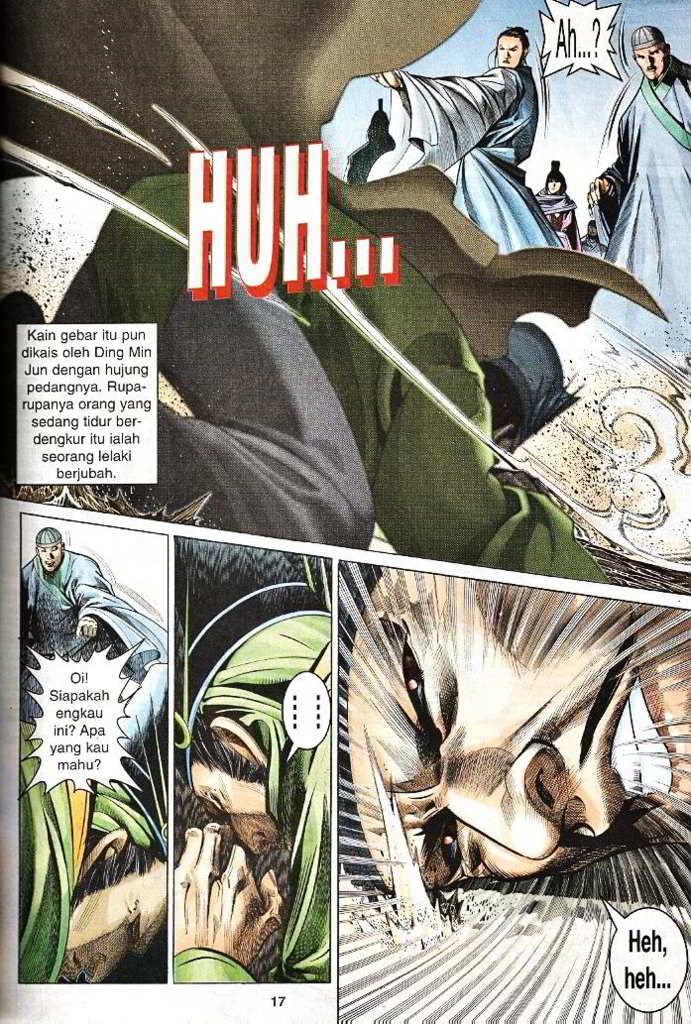 Ah...?
HUH...
Kain gebar itu pun
dikais oleh Ding Min
Jun dengan hujung
pedangnya. Rupa-
rupanya orang yang
sedang tidur ber-
dengkur itu ialah
seorang lelaki
berjubah.
Oi!
Siapakah
engkau
ini? Apa
yang kau
mahu?
Heh,
heh...
17